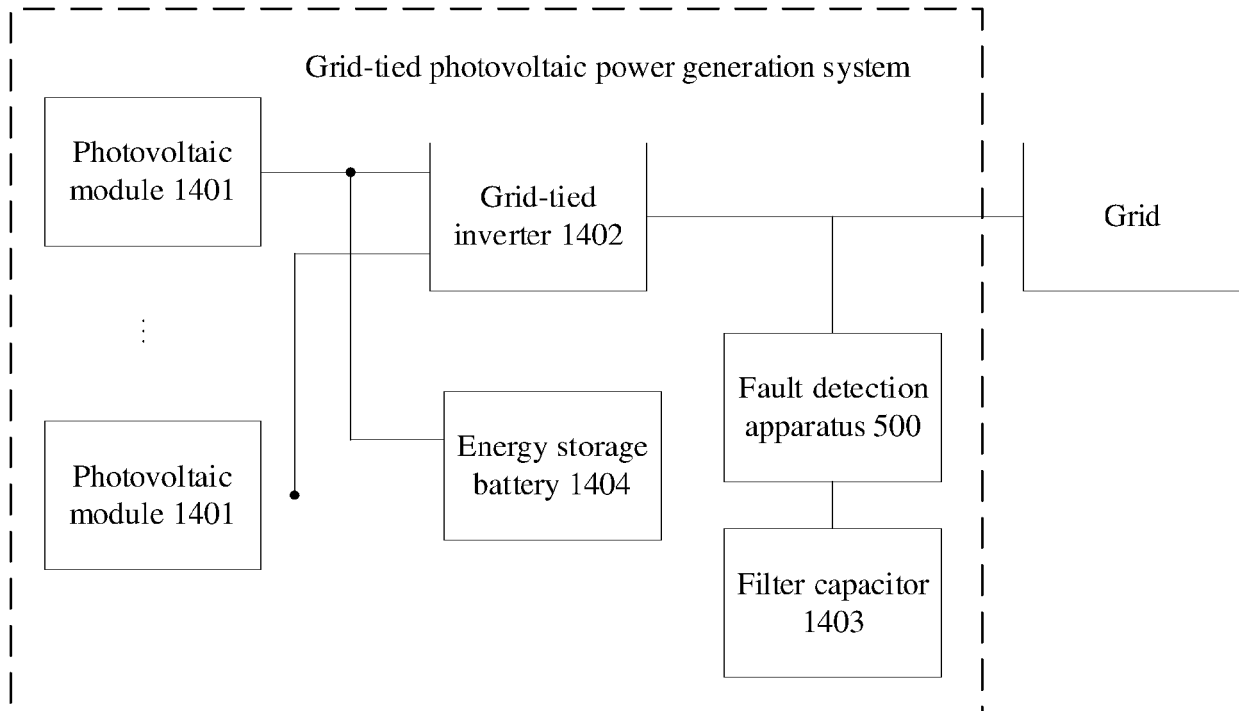 Grid-tied photovoltaic power generation system
Photovoltaic
module 1401
Grid-tied
inverter 1402
Grid
⋮
Fault detection
apparatus 500
Photovoltaic
module 1401
Energy storage
battery 1404
Filter capacitor
1403